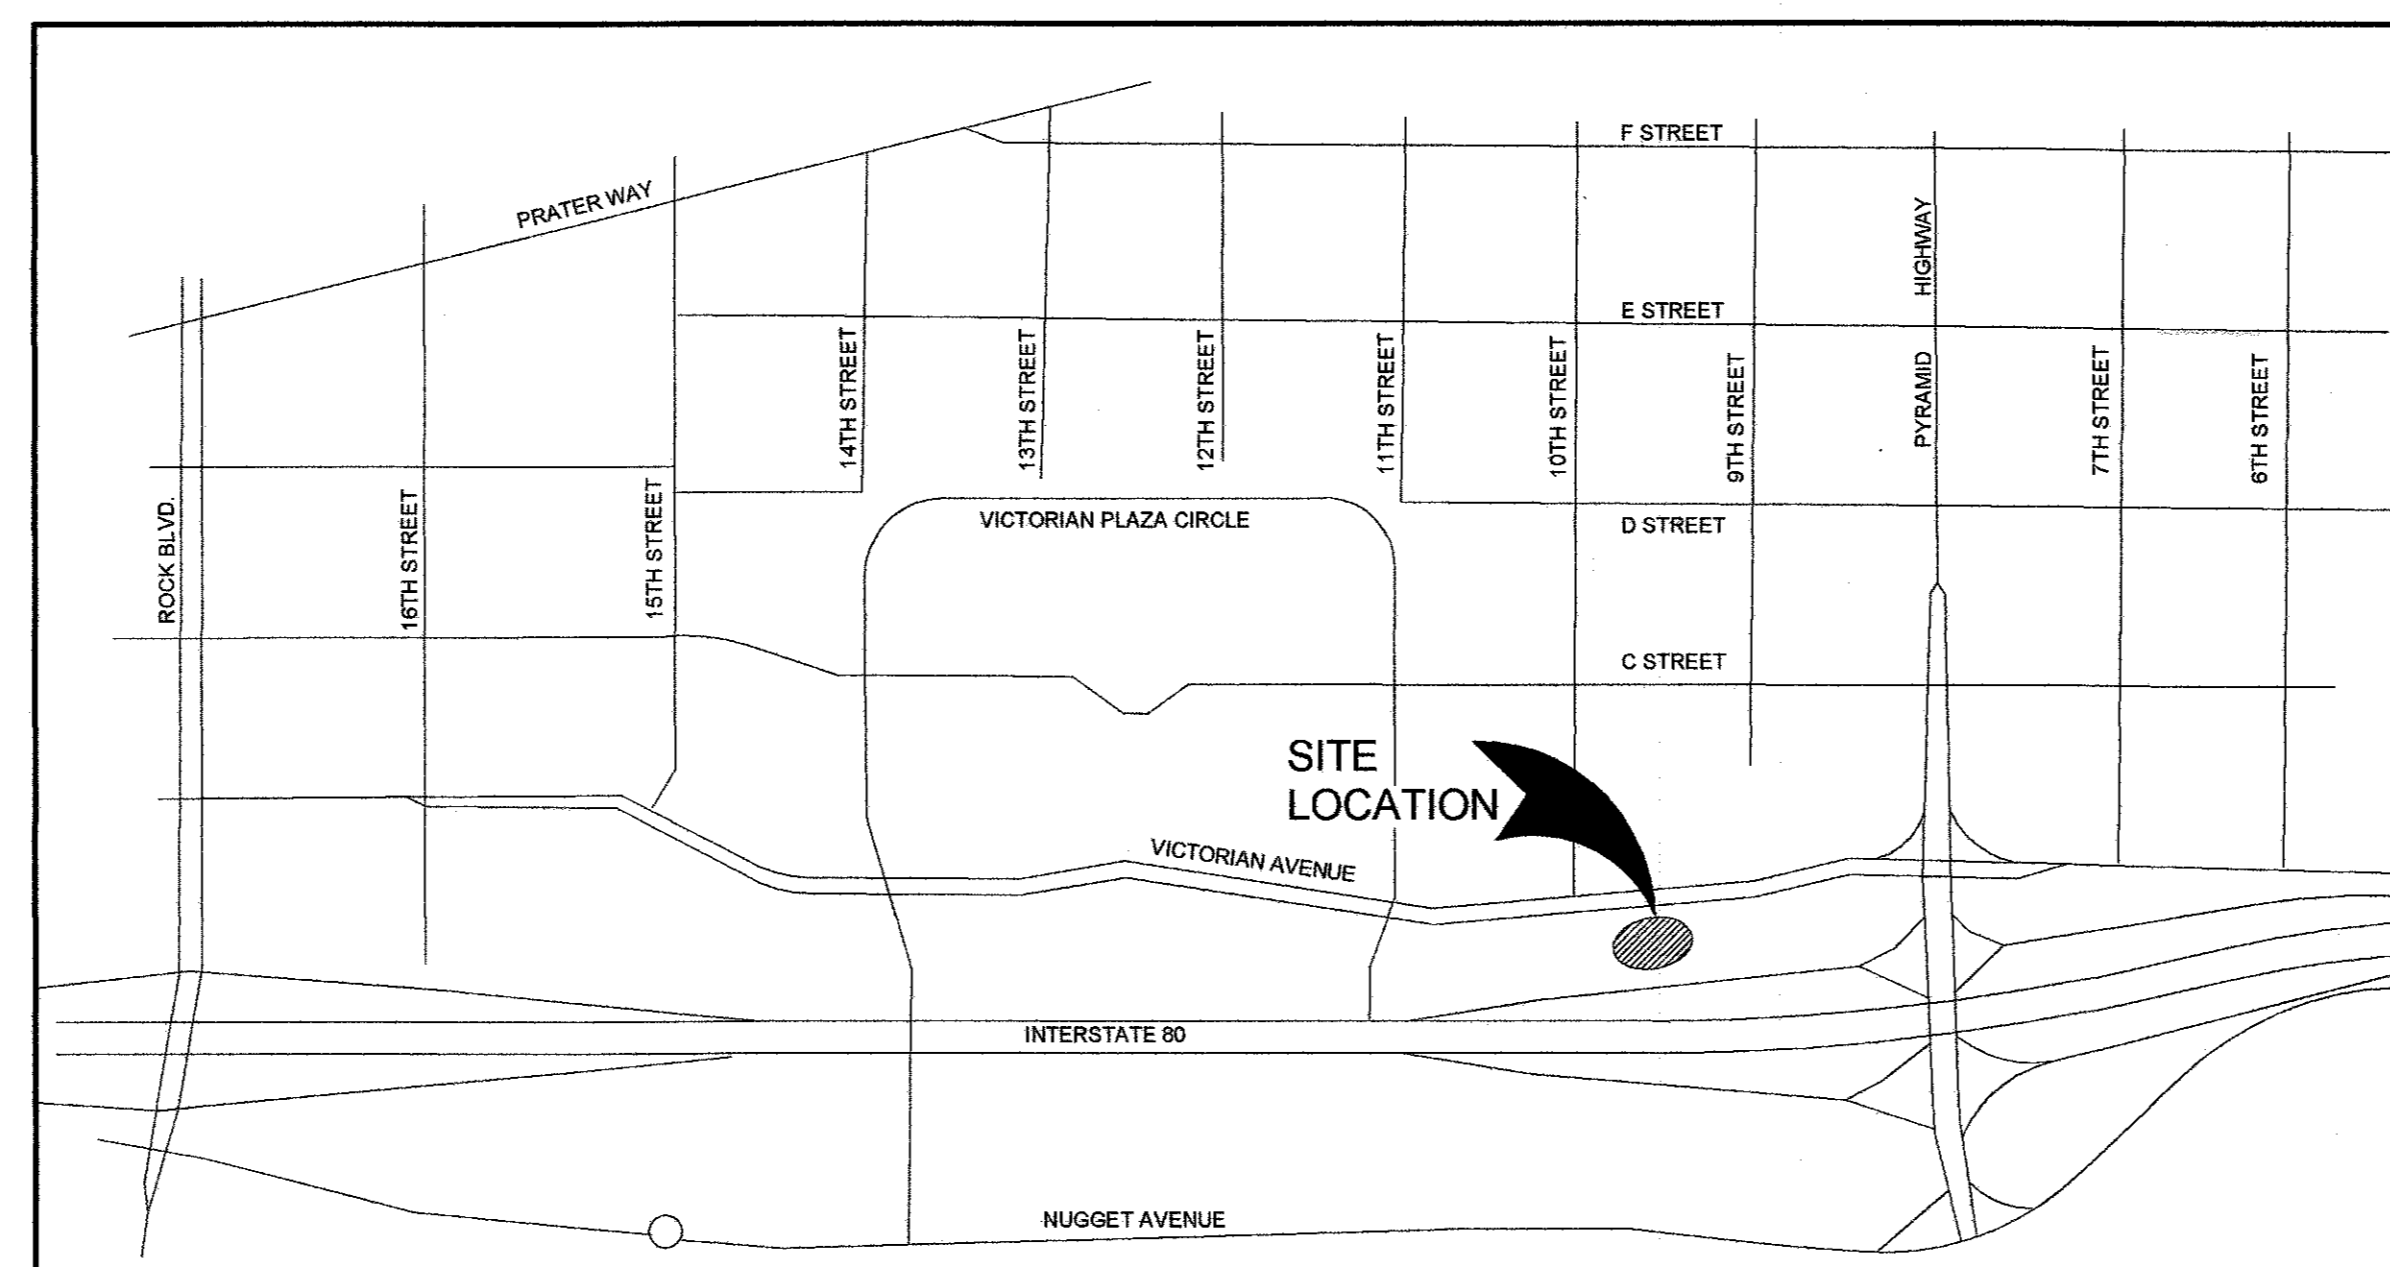 F STREET
PRATER WAY
HIGHWAY
E STREET
14TH STREET
13TH STREET
12TH STREET
11TH STREET
10TH STREET
9TH STREET
PYRAMID
7TH STREET
6TH STREET
ROCK BLVD.
16TH STREET
15TH STREET
VICTORIAN PLAZA CIRCLE
D STREET
C STREET
SITE
LOCATION
VICTORIAN AVENUE
INTERSTATE 80
NUGGET AVENUE